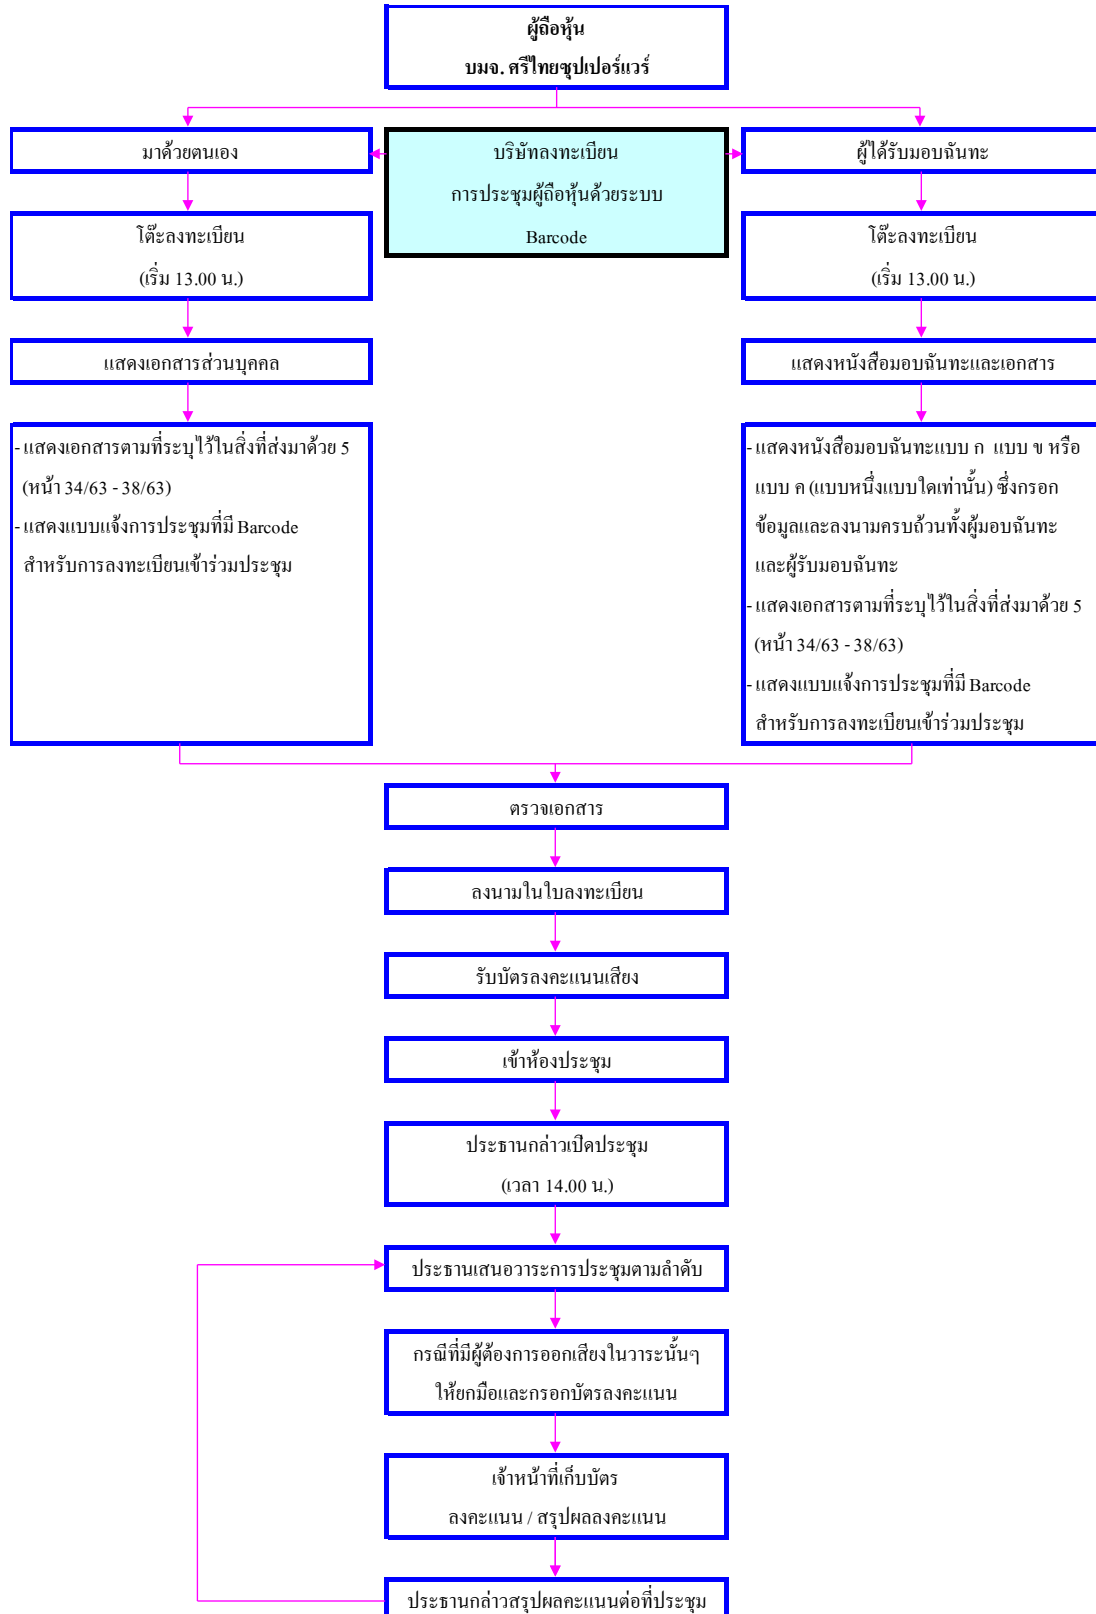 ผู้ถือหุ้น
บมจ. ศรีไทยซุปเปอร์แวร์
มาด้วยตนเอง
บริษัทลงทะเบียน
การประชุมผู้ถือหุ้นด้วยระบบ
Barcode
ผู้ได้รับมอบฉันทะ
โต๊ะลงทะเบียน
(เริ่ม 13.00 น.)
โต๊ะลงทะเบียน
(เริ่ม 13.00 น.)
แสดงเอกสารส่วนบุคคล
แสดงหนังสือมอบฉันทะและเอกสาร
- แสดงเอกสารตามที่ระบุไว้ในสิ่งที่ส่งมาด้วย 5
(หน้า 34/63 - 38/63)
- แสดงแบบแจ้งการประชุมที่มี Barcode
สำหรับการลงทะเบียนเข้าร่วมประชุม
- แสดงหนังสือมอบฉันทะแบบ ก แบบ ข หรือ
แบบ ค (แบบหนึ่งแบบใดเท่านั้น) ซึ่งกรอก
ข้อมูลและลงนามครบถ้วนทั้งผู้มอบฉันทะ
และผู้รับมอบฉันทะ
- แสดงเอกสารตามที่ระบุไว้ในสิ่งที่ส่งมาด้วย 5
(หน้า 34/63 - 38/63)
- แสดงแบบแจ้งการประชุมที่มี Barcode
สำหรับการลงทะเบียนเข้าร่วมประชุม
ตรวจเอกสาร
ลงนามในใบลงทะเบียน
รับบัตรลงคะแนนเสียง
เข้าห้องประชุม
ประธานกล่าวเปิดประชุม
(เวลา 14.00 น.)
ประธานเสนอวาระการประชุมตามลำดับ
กรณีที่มีผู้ต้องการออกเสียงในวาระนั้นๆ
ให้ยกมือและกรอกบัตรลงคะแนน
เจ้าหน้าที่เก็บบัตร
ลงคะแนน / สรุปผลลงคะแนน
ประธานกล่าวสรุปผลคะแนนต่อที่ประชุม